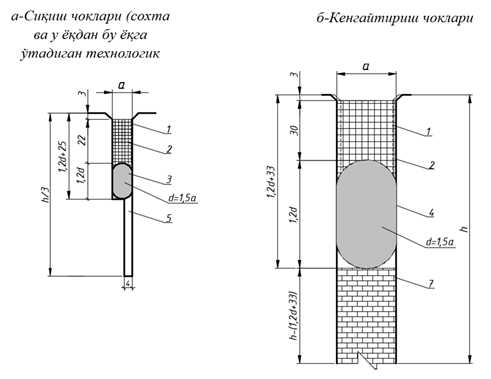 а-Сиқиш чоклари (сохта
ва у ёқдан бу ёқга
ўтадиган технологик
б-Кенгайтириш чоклари
a
3
22
1,2d+25
1,2d
h/3
1
2
3
d=1,5a
5
4
a
3
30
1,2d+33
1,2d
h-(1,2d+33)
h
1
2
4
d=1,5a
7